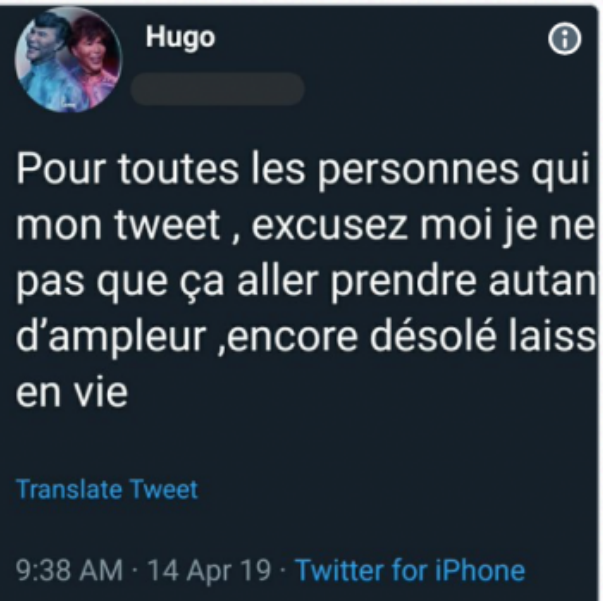 Hugo
Pour toutes les personnes qui
mon tweet , excusez moi je ne
pas que ça aller prendre autan
d'ampleur ,encore désolé laiss
en vie
Translate Tweet
9:38 AM · 14 Apr 19 · Twitter for iPhone